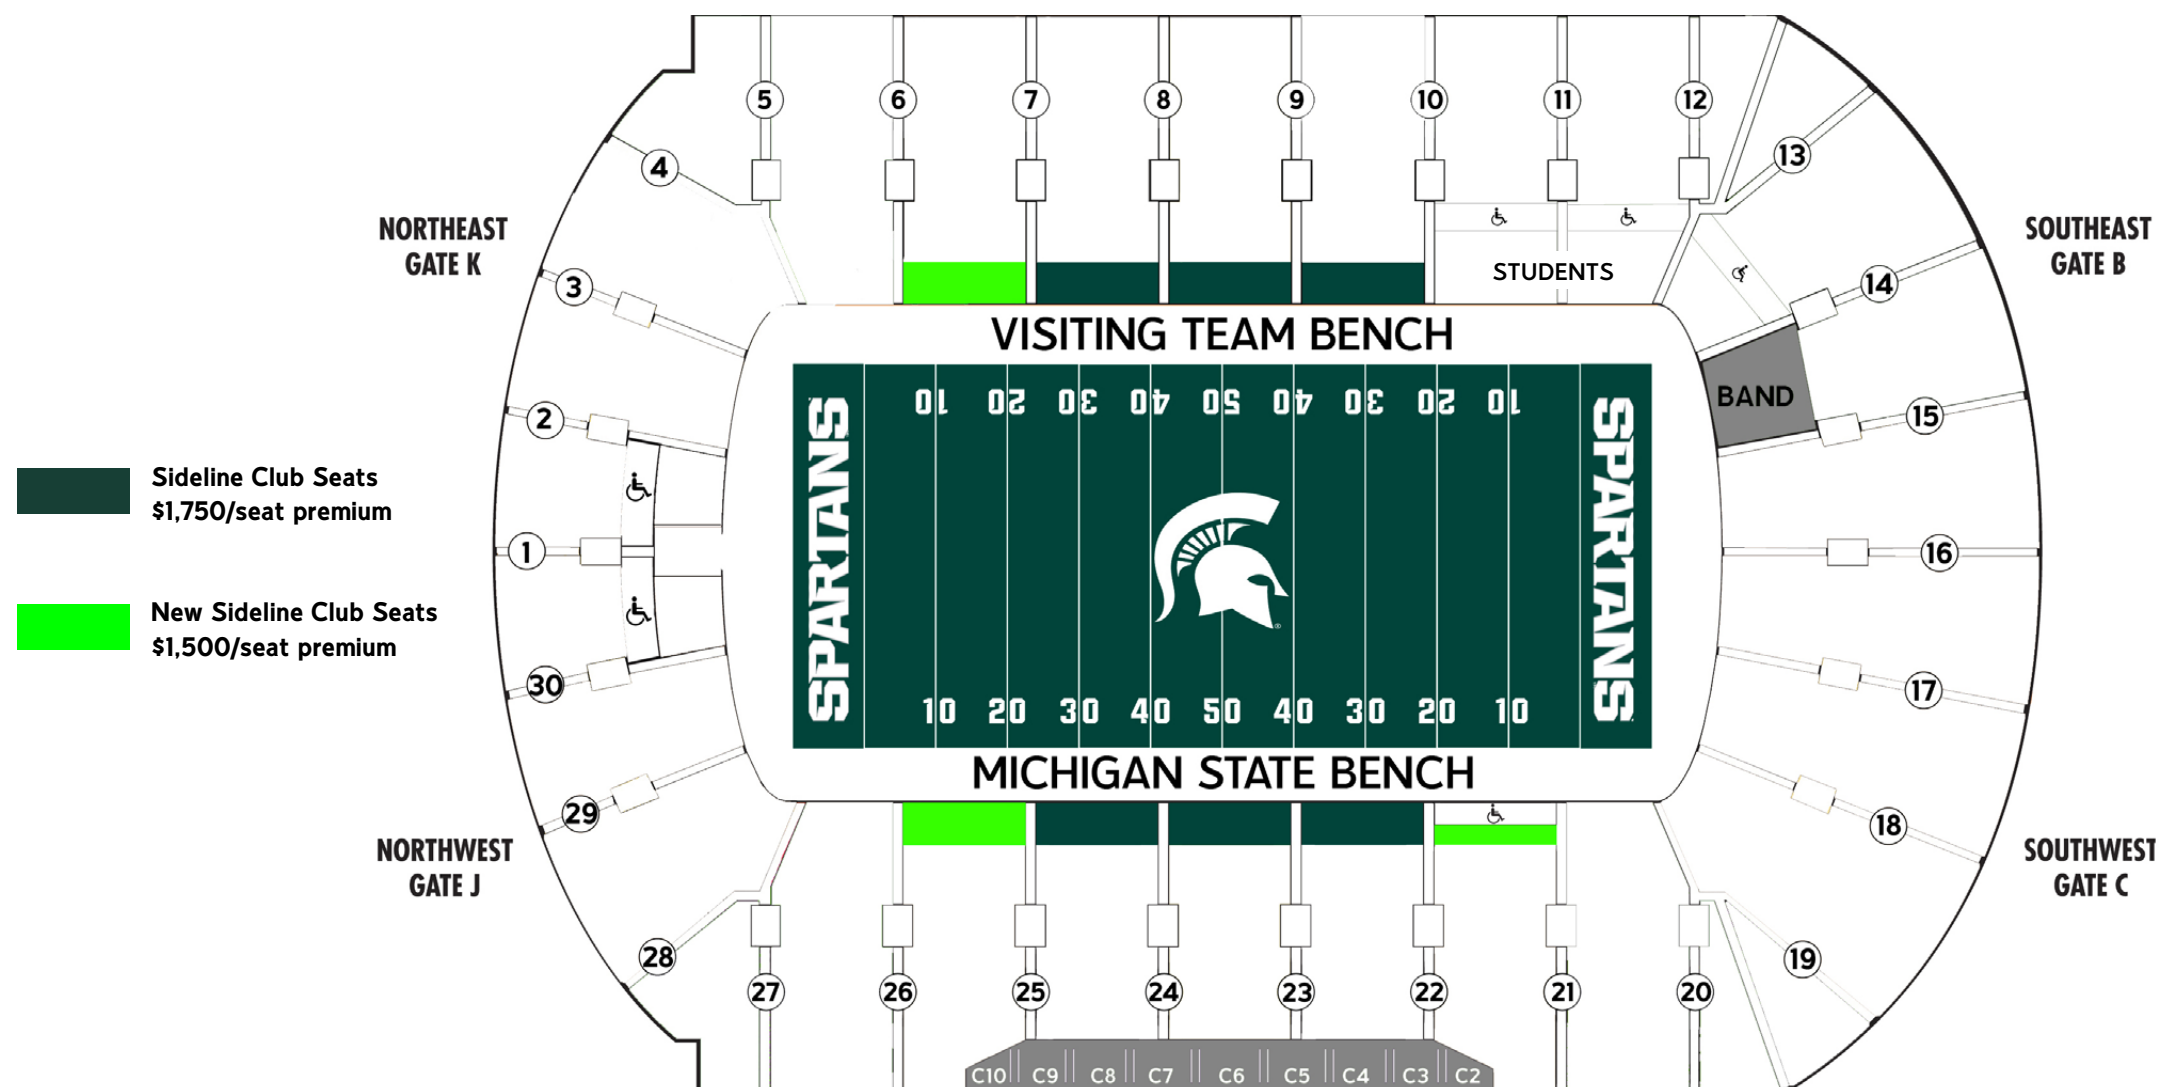 5
6
7
8
9
10
11
12
4
13
NORTHEAST
GATE K
SOUTHEAST
GATE B
3
14
STUDENTS
VISITING TEAM BENCH
2
15
BAND
SPARTANS
10
20
30
40
50
40
30
20
10
SPARTANS
Sideline Club Seats
$1,750/seat premium
1
16
New Sideline Club Seats
$1,500/seat premium
®
30
17
10
20
30
40
50
40
30
20
10
MICHIGAN STATE BENCH
29
18
NORTHWEST
GATE J
SOUTHWEST
GATE C
28
19
27
26
25
24
23
22
21
20
C10
C9
C8
C7
C6
C5
C4
C3
C2